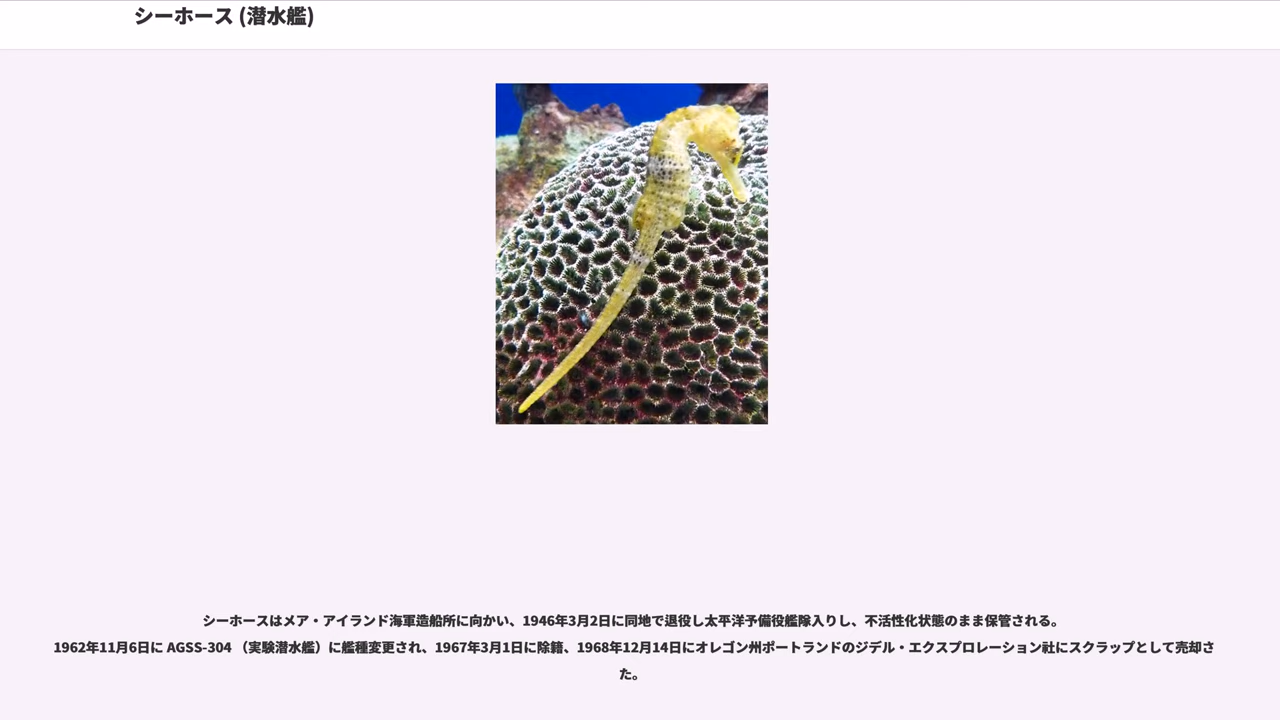 シーホース (潜水艦)
シーホースはメア・アイランド海軍造船所に向かい、1946年3月2日に同地で退役し太平洋予備役艦隊入りし、不活性化状態のまま保管される。
1962年11月6日に AGSS-304 （実験潜水艦）に艦種変更され、1967年3月1日に除籍、1968年12月14日にオレゴン州ポートランドのジデル・エクスプロレーション社にスクラップとして売却さ
た。